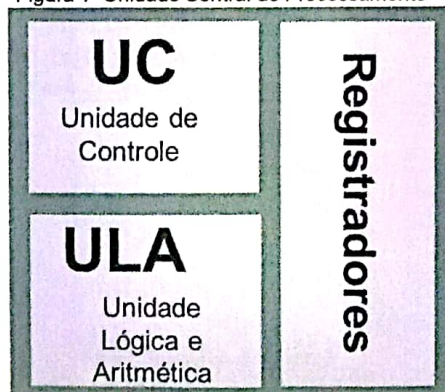 UC
Unidade de
Controle
ULA
Unidade
Lógica e
Aritmética
Registradores